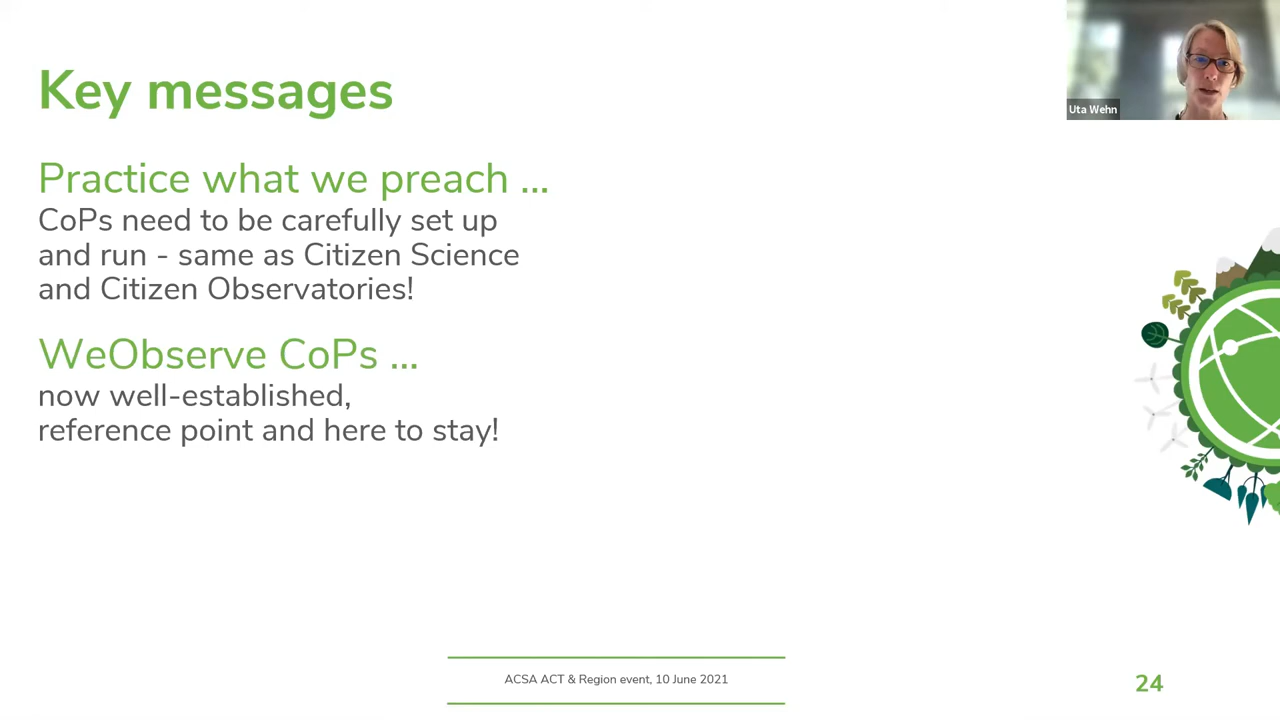 Key messages
Uta Wehn
Practice what we preach ...
CoPs need to be carefully set up
and run - same as Citizen Science
and Citizen Observatories!
WeObserve CoPs ...
now well-established,
reference point and here to stay!
ACSA ACT & Region event, 10 June 2021
24